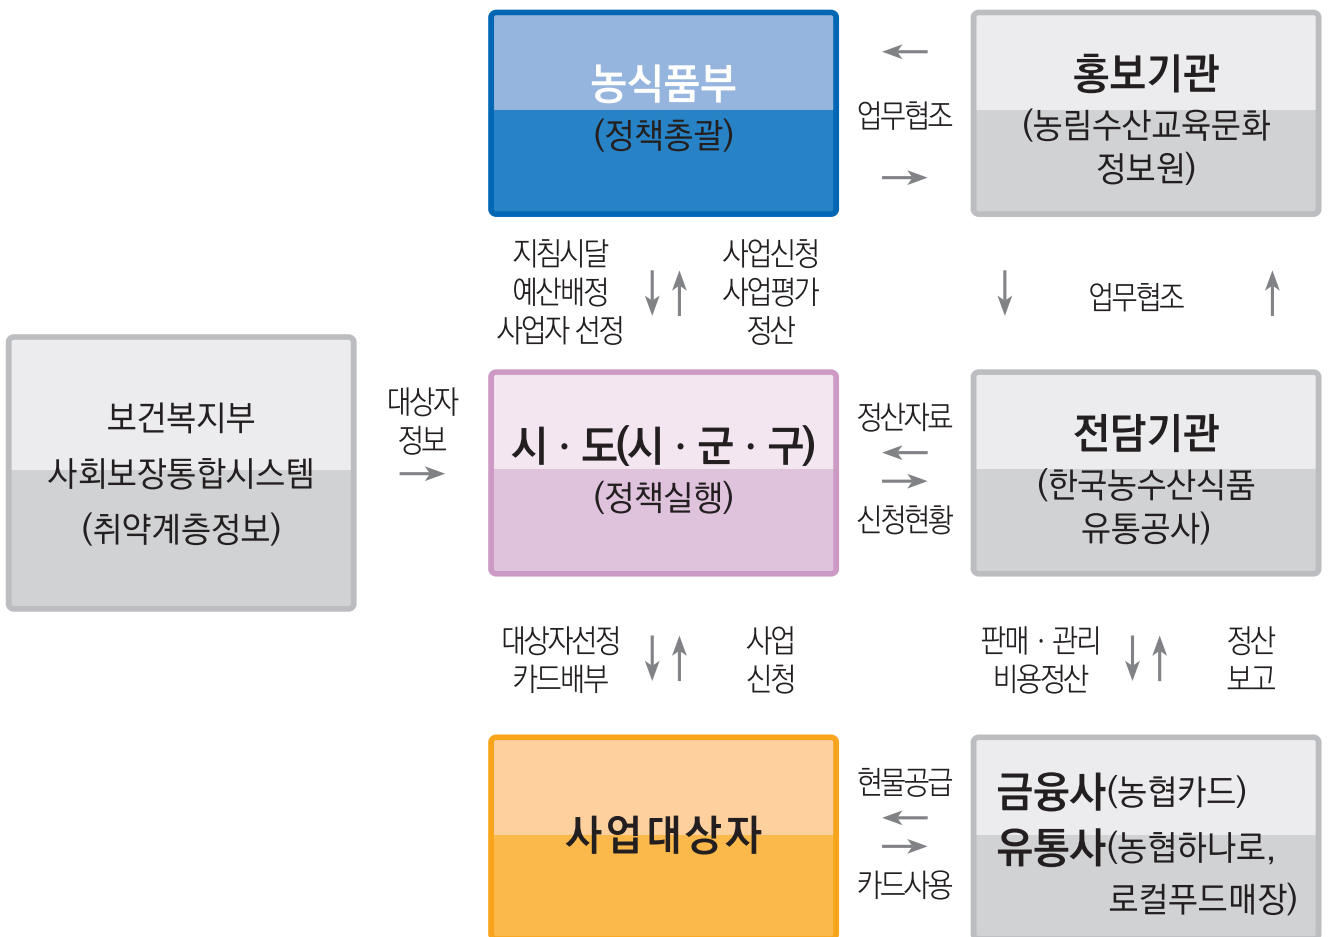 농식품부
(정책총괄)
업무협조
홍보기관
(농림수산교육문화
정보원)
지침시달
예산배정
사업자 선정
사업신청
사업평가
정산
업무협조
보건복지부
사회보장통합시스템
(취약계층정보)
대상자
정보
시 · 도(시 · 군 · 구)
(정책실행)
정산자료
신청현황
전담기관
(한국농수산식품
유통공사)
대상자선정
카드배부
사업
신청
판매 · 관리
비용정산
정산
보고
사업대상자
현물공급
카드사용
금융사(농협카드)
유통사(농협하나로,
로컬푸드매장)